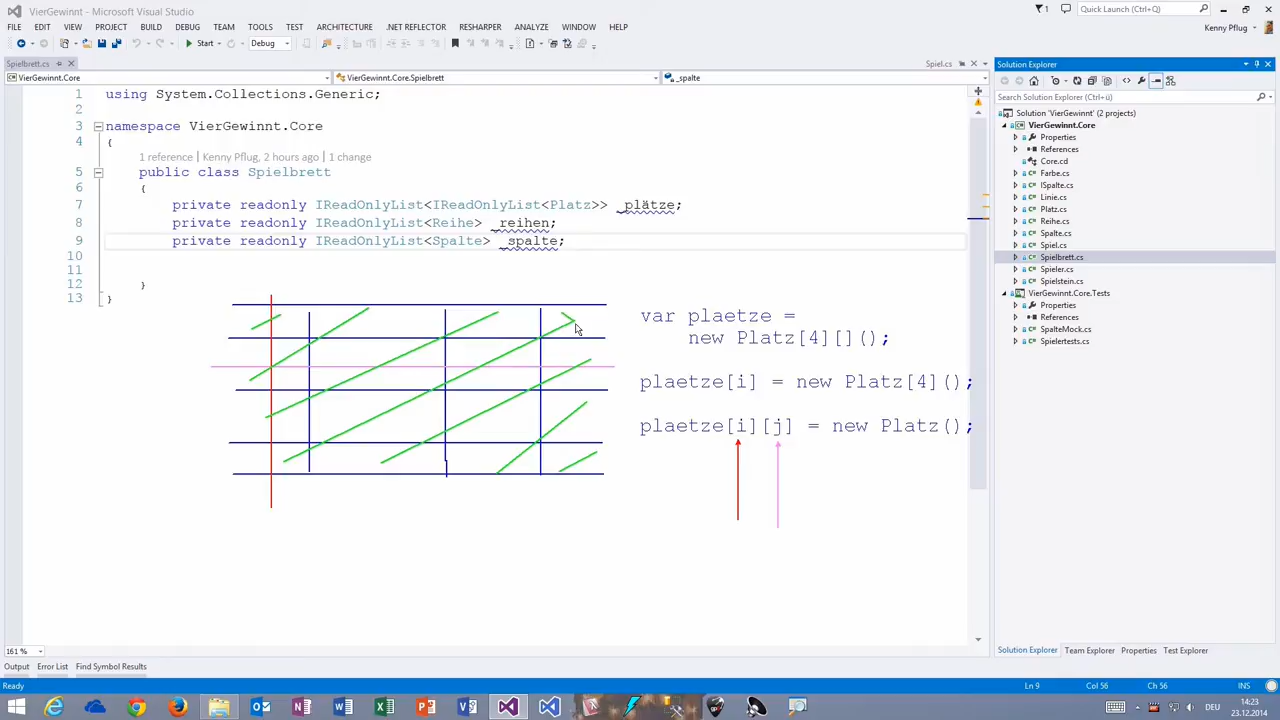 VierGewinnt - Microsoft Visual Studio
1
Quick Launch (Ctrl+Q)
FILE EDIT VIEW PROJECT BUILD DEBUG TEAM TOOLS TEST ARCHITECTURE RESHARPER ANALYZE WINDOW HELP
Kenny Pflug
Start Debug
Spielbrett.cs
Spiel.cs
VierGewinnt.Core
VierGewinnt.Core.Spielbrett
_spalte
1 using System.Collections.Generic;
2
3 namespace VierGewinnt.Core
4 {
1 reference | Kenny Pflug, 2 hours ago | 1 change
5 public class Spielbrett
6 {
7 private readonly IReadOnlyList<IReadOnlyList<Platz>> _plätze;
8 private readonly IReadOnlyList<Reihe> _reihen;
9 private readonly IReadOnlyList<Spalte> _spalte;
10
11
12 }
13 }
var plaetze =
new Platz[4][]();
plaetze[i] = new Platz[4]();
plaetze[i][j] = new Platz();
161 %
Output Error List Find Symbol Results
Solution Explorer
Search Solution Explorer (Ctrl+ü)
Solution 'VierGewinnt' (2 projects)
VierGewinnt.Core
Properties
References
Core.cd
Farbe.cs
ISpalte.cs
Linie.cs
Platz.cs
Reihe.cs
Spalte.cs
Spiel.cs
Spielbrett.cs
Spieler.cs
Spielstein.cs
VierGewinnt.Core.Tests
Properties
References
SpalteMock.cs
Spielertests.cs
Solution Explorer Team Explorer Properties Test Explorer
Ready
Ln 9 Col 56 Ch 56 INS
DEU
14:23
23.12.2014